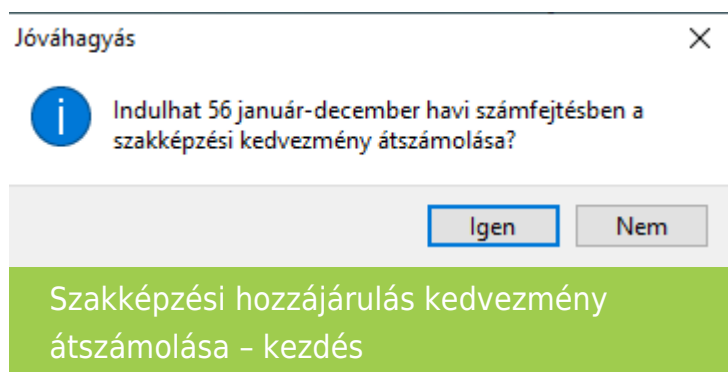 Jóváhagyás
Indulhat 56 január-december havi számfejtésben a
szakképzési kedvezmény átszámolása?
Igen
Nem
Szakképzési hozzájárulás kedvezmény
átszámolása – kezdés